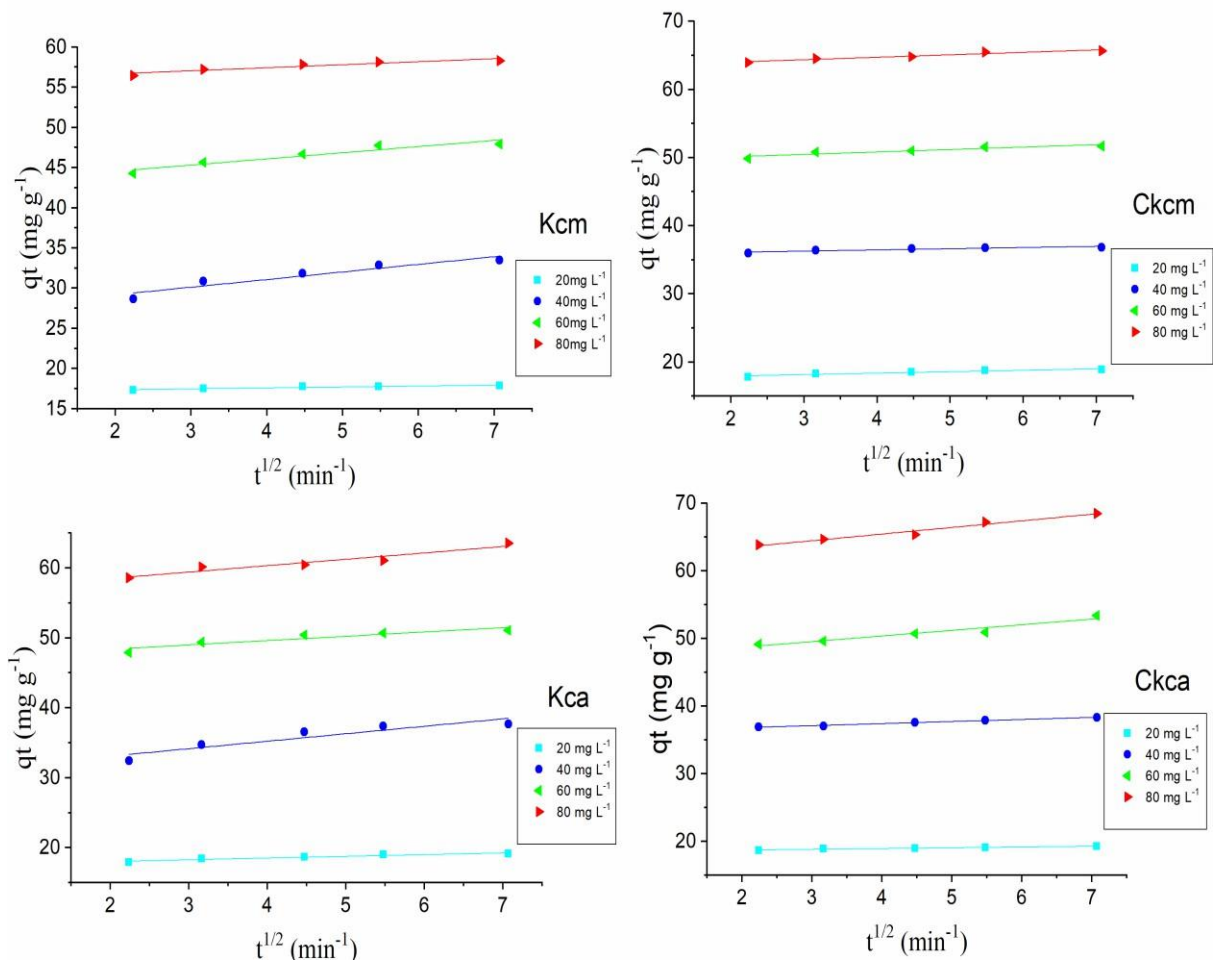 60
55
50
45
40
35
30
25
20
15
qt (mg g⁻¹)
2 3 4 5 6 7
t¹/² (min⁻¹)
Kcm
20mg L⁻¹
40mg L⁻¹
60mg L⁻¹
80mg L⁻¹
70
60
50
40
30
20
qt (mg g⁻¹)
2 3 4 5 6 7
t¹/² (min⁻¹)
Ckcm
20 mg L⁻¹
40 mg L⁻¹
60 mg L⁻¹
80 mg L⁻¹
60
50
40
30
20
qt (mg g⁻¹)
2 3 4 5 6 7
t¹/² (min⁻¹)
Kca
20 mg L⁻¹
40 mg L⁻¹
60 mg L⁻¹
80 mg L⁻¹
70
60
50
40
30
20
qt (mg g⁻¹)
2 3 4 5 6 7
t¹/² (min⁻¹)
Ckca
20 mg L⁻¹
40 mg L⁻¹
60 mg L⁻¹
80 mg L⁻¹